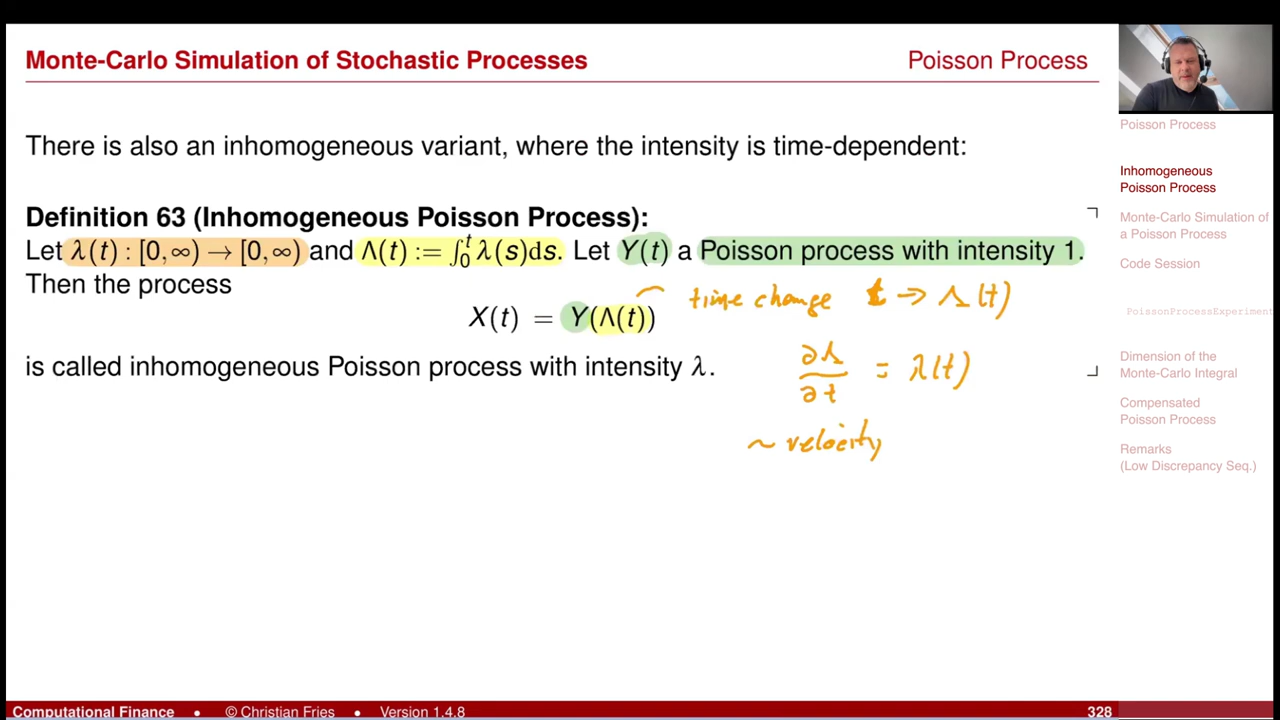 Monte-Carlo Simulation of Stochastic Processes Poisson Process
There is also an inhomogeneous variant, where the intensity is time-dependent:
Definition 63 (Inhomogeneous Poisson Process):
Let λ(t) : [0, ∞) → [0, ∞) and Λ(t) := ∫₀ᵗ λ(s)ds. Let Y(t) a Poisson process with intensity 1.
Then the process
time change t → Λ(t)
X(t) = Y(Λ(t))
is called inhomogeneous Poisson process with intensity λ.
∂Λ/∂t = λ(t)
~ velocity
Poisson Process
Inhomogeneous
Poisson Process
Monte-Carlo Simulation of
a Poisson Process
Code Session
PoissonProcessExperiment
Dimension of the
Monte-Carlo Integral
Compensated
Poisson Process
Remarks
(Low Discrepancy Seq.)
Computational Finance • © Christian Fries • Version 1.4.8 328